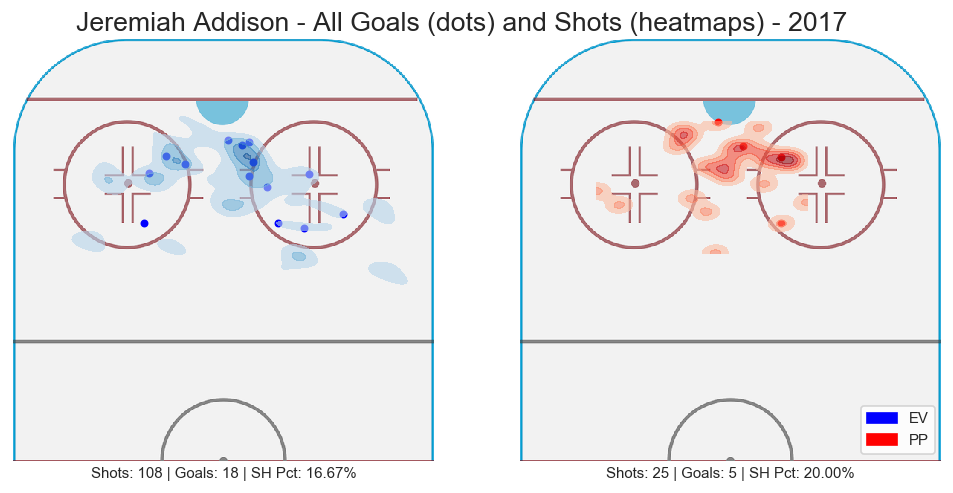 Jeremiah Addison - All Goals (dots) and Shots (heatmaps) - 2017
EV
PP
Shots: 108 | Goals: 18 | SH Pct: 16.67%
Shots: 25 | Goals: 5 | SH Pct: 20.00%